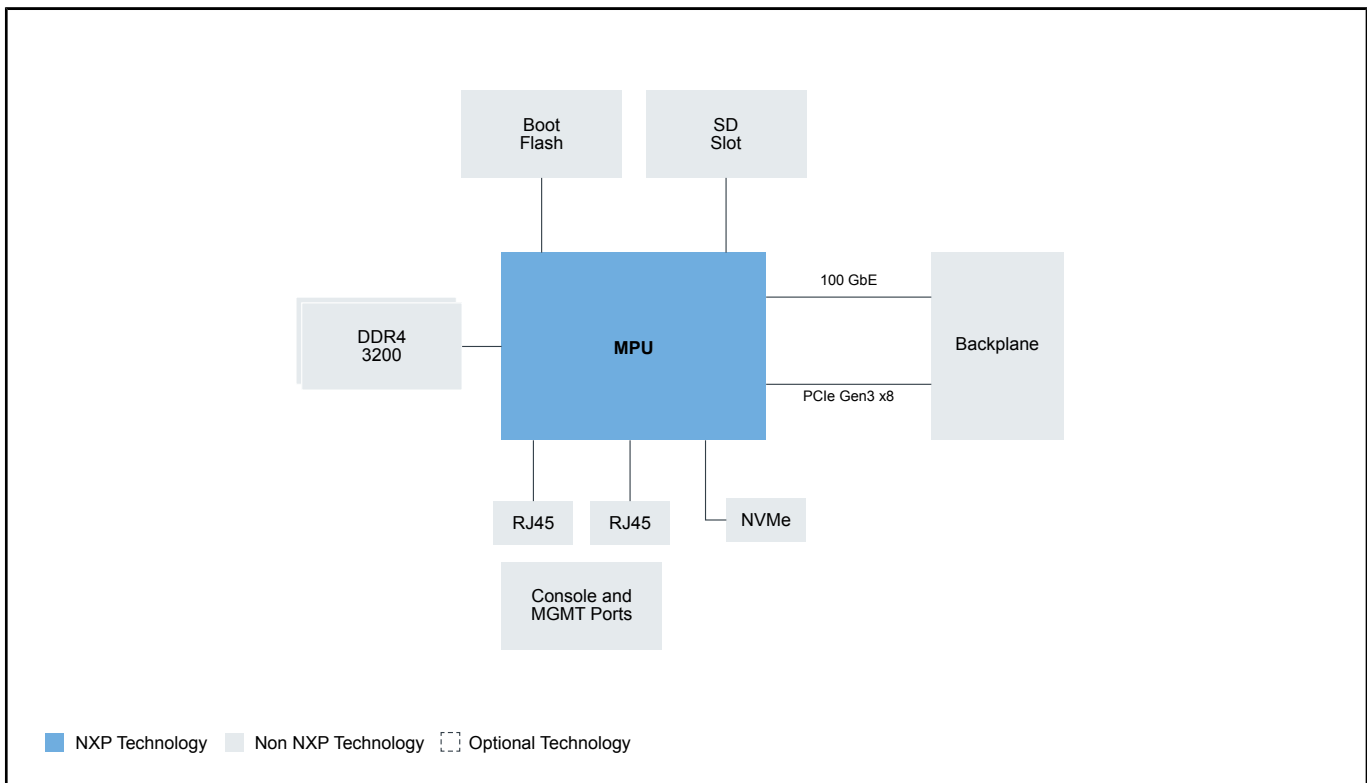 Boot
Flash
SD
Slot
100 GbE
DDR4
3200
MPU
Backplane
PCIe Gen3 x8
RJ45
RJ45
NVMe
Console and
MGMT Ports
NXP Technology
Non NXP Technology
Optional Technology